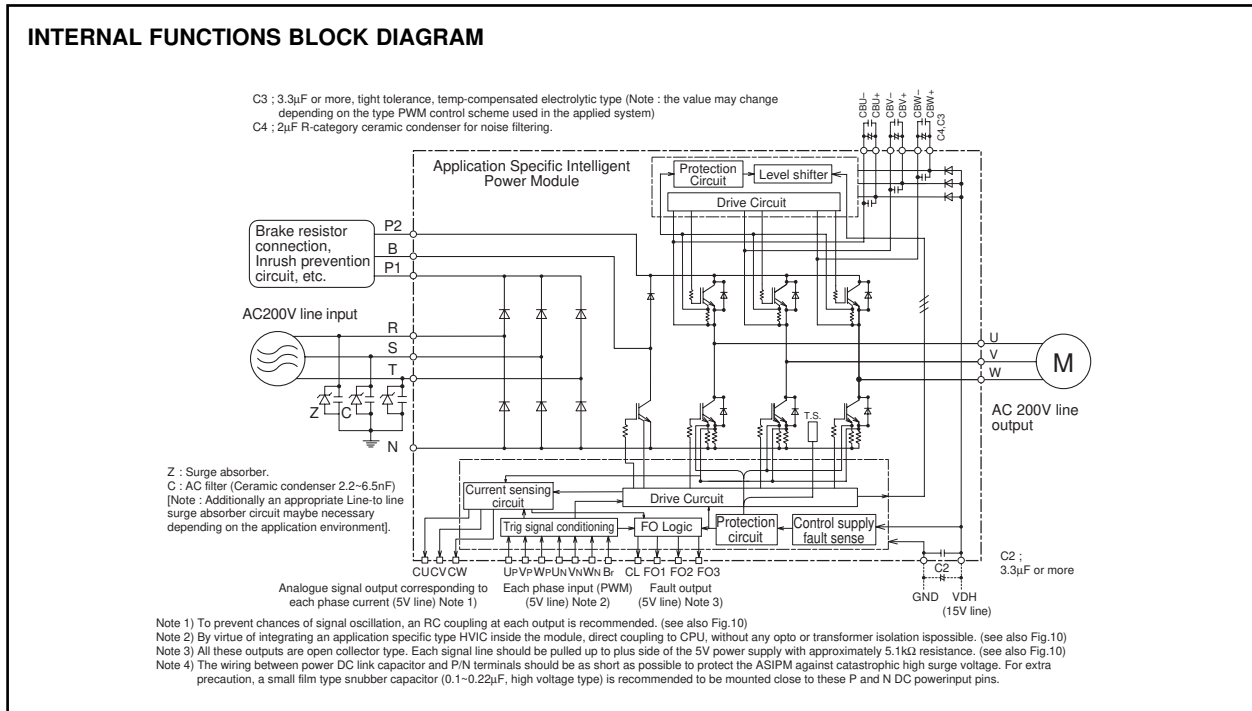 INTERNAL FUNCTIONS BLOCK DIAGRAM
C3 ; 3.3µF or more, tight tolerance, temp-compensated electrolytic type (Note : the value may change
depending on the type PWM control scheme used in the applied system)
C4 ; 2µF R-category ceramic condenser for noise filtering.
CBU–
CBU+
CBV–
CBV+
CBW–
CBW+
C4,C3
Application Specific Intelligent
Power Module
Protection
Circuit
Level shifter
Drive Circuit
Brake resistor
connection,
Inrush prevention
circuit, etc.
P2
B
P1
AC200V line input
R
S
T
Z
C
N
U
V
W
M
AC 200V line
output
T.S.
Z : Surge absorber.
C : AC filter (Ceramic condenser 2.2~6.5nF)
[Note : Additionally an appropriate Line-to line
surge absorber circuit maybe necessary
depending on the application environment].
Current sensing
circuit
Drive Curcuit
Trig signal conditioning
FO Logic
Protection
circuit
Control supply
fault sense
CU CV CW
UP VP WP UN VN WN Br
CL FO1 FO2 FO3
C2
GND VDH
(15V line)
C2 ;
3.3µF or more
Analogue signal output corresponding to
each phase current (5V line) Note 1)
Each phase input (PWM)
(5V line) Note 2)
Fault output
(5V line) Note 3)
Note 1) To prevent chances of signal oscillation, an RC coupling at each output is recommended. (see also Fig.10)
Note 2) By virtue of integrating an application specific type HVIC inside the module, direct coupling to CPU, without any opto or transformer isolation ispossible. (see also Fig.10)
Note 3) All these outputs are open collector type. Each signal line should be pulled up to plus side of the 5V power supply with approximately 5.1kΩ resistance. (see also Fig.10)
Note 4) The wiring between power DC link capacitor and P/N terminals should be as short as possible to protect the ASIPM against catastrophic high surge voltage. For extra
precaution, a small film type snubber capacitor (0.1~0.22µF, high voltage type) is recommended to be mounted close to these P and N DC powerinput pins.